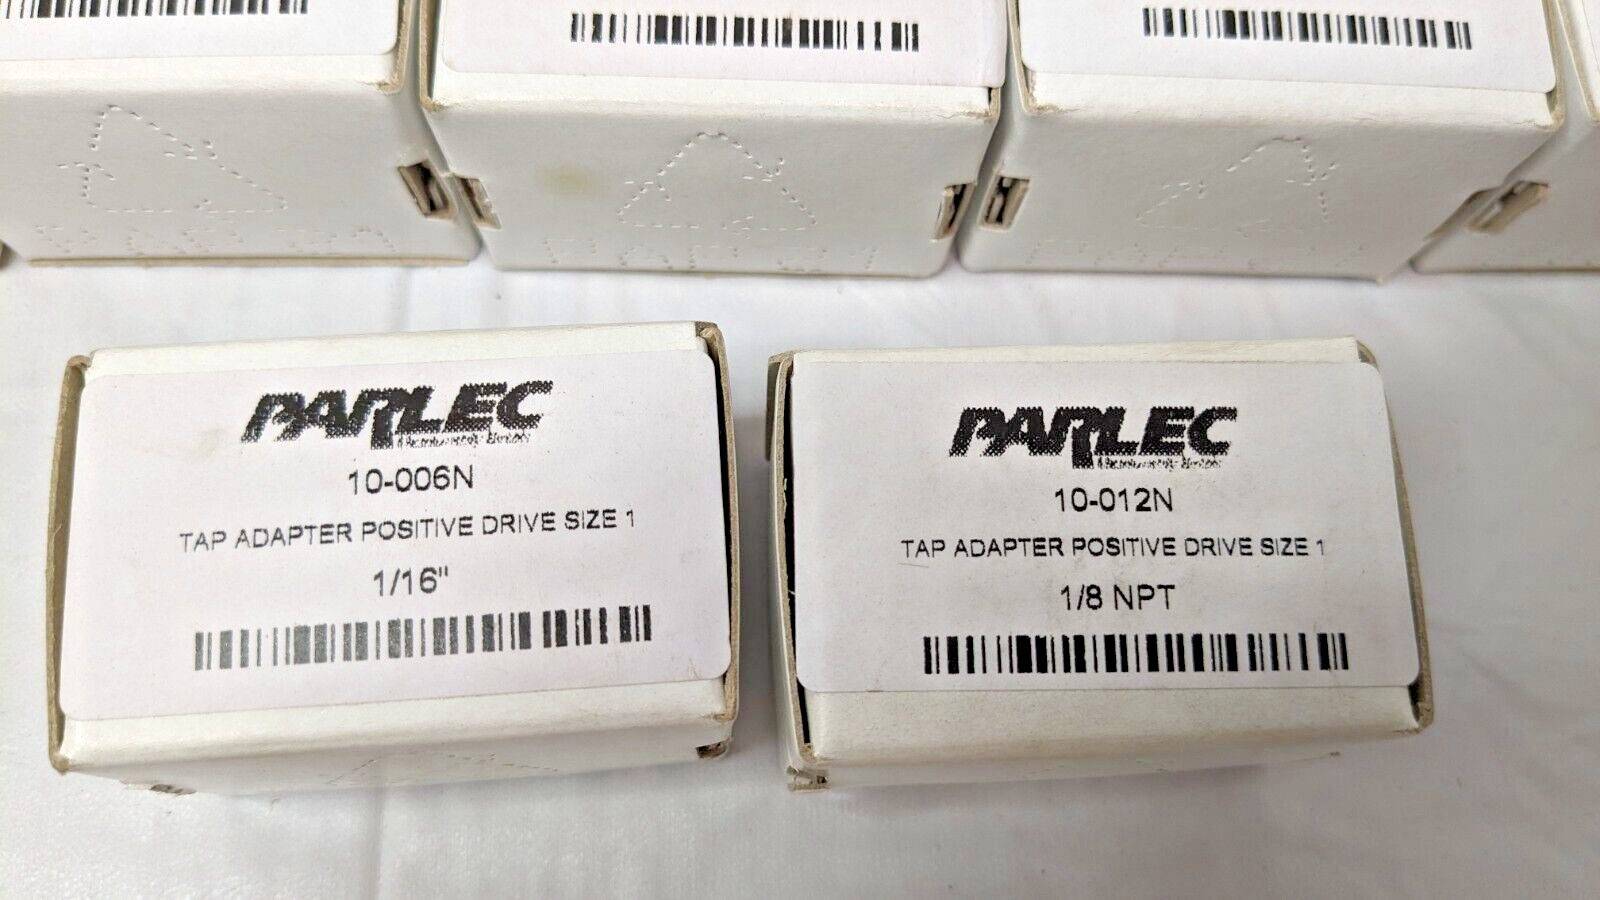 PARLEC
10-006N
TAP ADAPTER POSITIVE DRIVE SIZE 1
1/16"
PARLEC
10-012N
TAP ADAPTER POSITIVE DRIVE SIZE 1
1/8 NPT